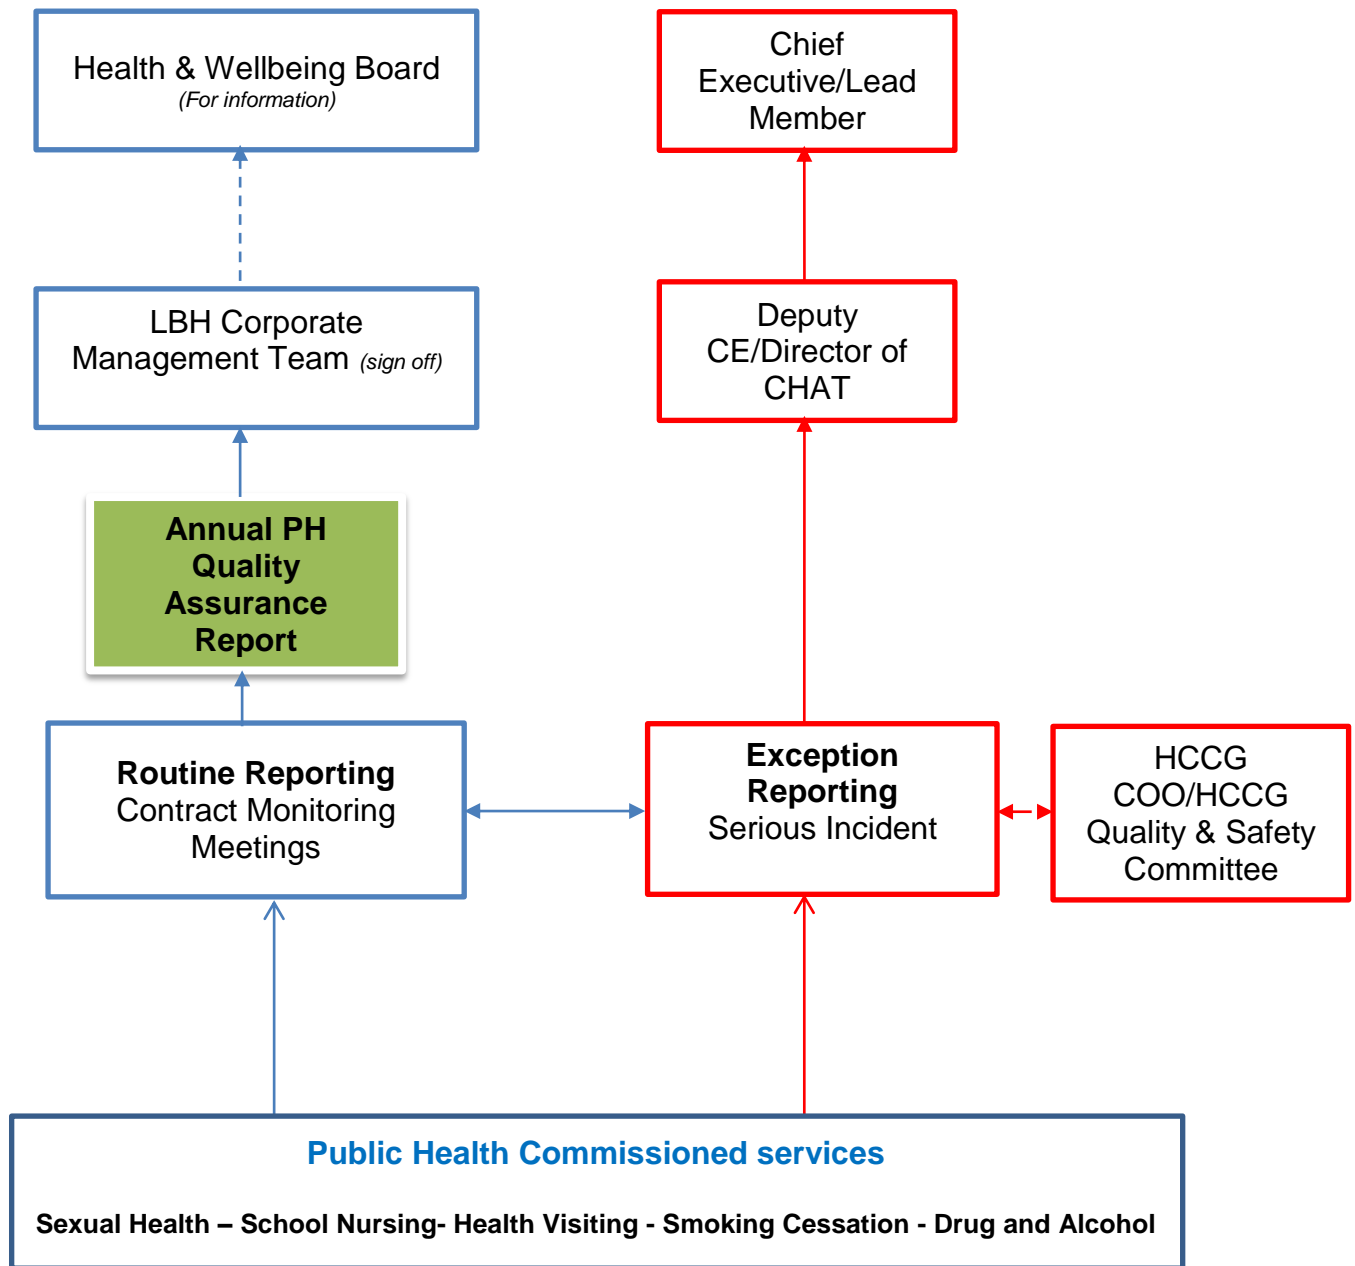 Health & Wellbeing Board
(For information)
Chief
Executive/Lead
Member
LBH Corporate
Management Team (sign off)
Deputy
CE/Director of
CHAT
Annual PH
Quality
Assurance
Report
Routine Reporting
Contract Monitoring
Meetings
Exception
Reporting
Serious Incident
HCCG
COO/HCCG
Quality & Safety
Committee
Public Health Commissioned services
Sexual Health – School Nursing- Health Visiting - Smoking Cessation - Drug and Alcohol